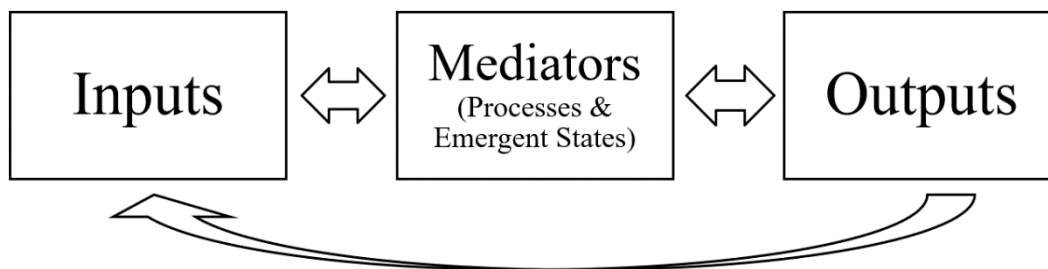 Inputs
Mediators
(Processes &
Emergent States)
Outputs